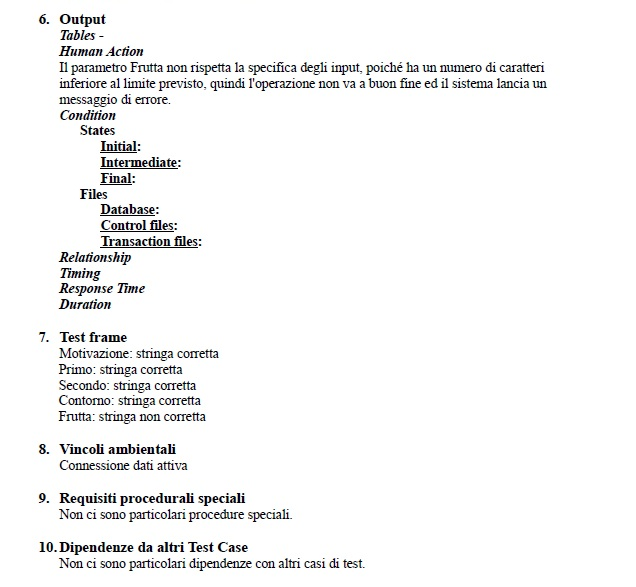 6. Output
Tables -
Human Action
Il parametro Frutta non rispetta la specifica degli input, poiché ha un numero di caratteri
inferiore al limite previsto, quindi l'operazione non va a buon fine ed il sistema lancia un
messaggio di errore.
Condition
States
Initial:
Intermediate:
Final:
Files
Database:
Control files:
Transaction files:
Relationship
Timing
Response Time
Duration
7. Test frame
Motivazione: stringa corretta
Primo: stringa corretta
Secondo: stringa corretta
Contorno: stringa corretta
Frutta: stringa non corretta
8. Vincoli ambientali
Connessione dati attiva
9. Requisiti procedurali speciali
Non ci sono particolari procedure speciali.
10. Dipendenze da altri Test Case
Non ci sono particolari dipendenze con altri casi di test.